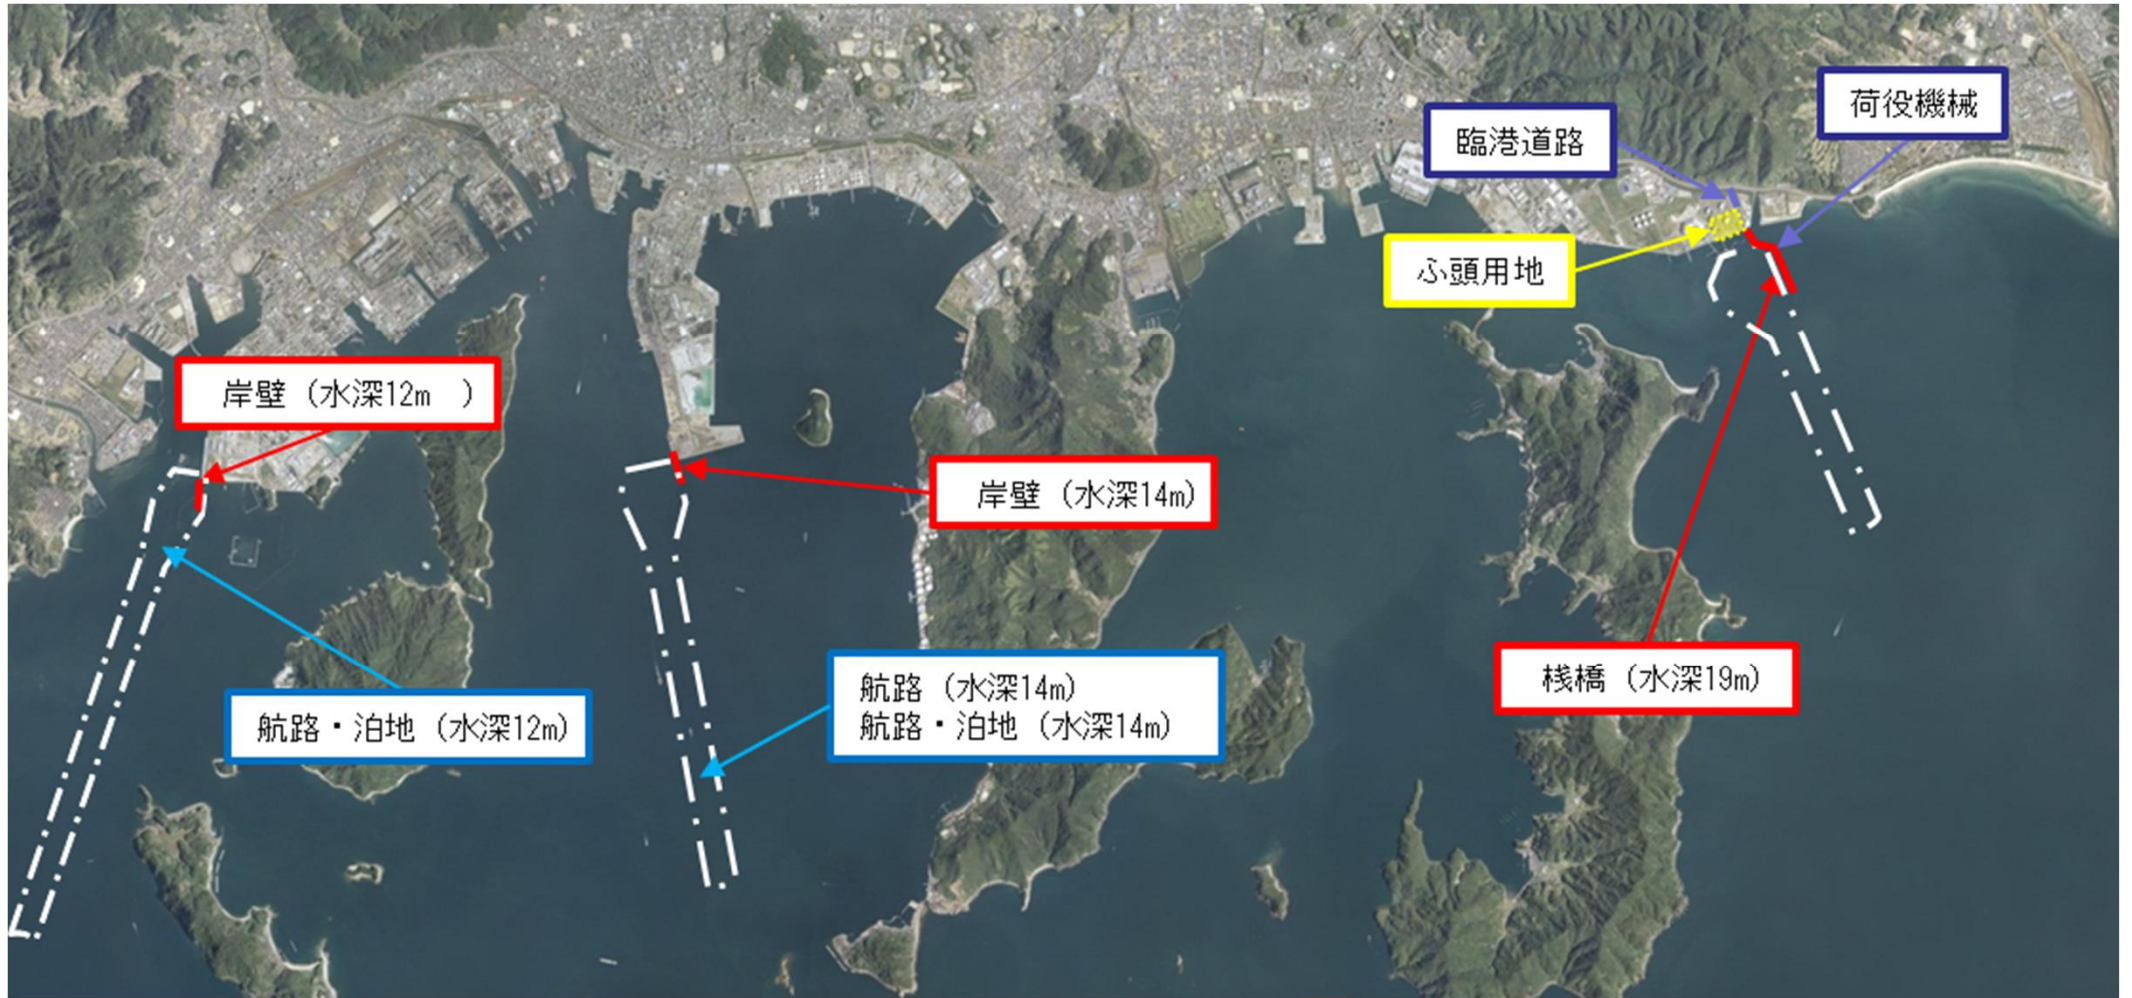 荷役機械
臨港道路
ふ頭用地
岸壁（水深12m　）
岸壁（水深14m）
航路・泊地（水深12m）
航路（水深14m）
航路・泊地（水深14m）
桟橋（水深19m）